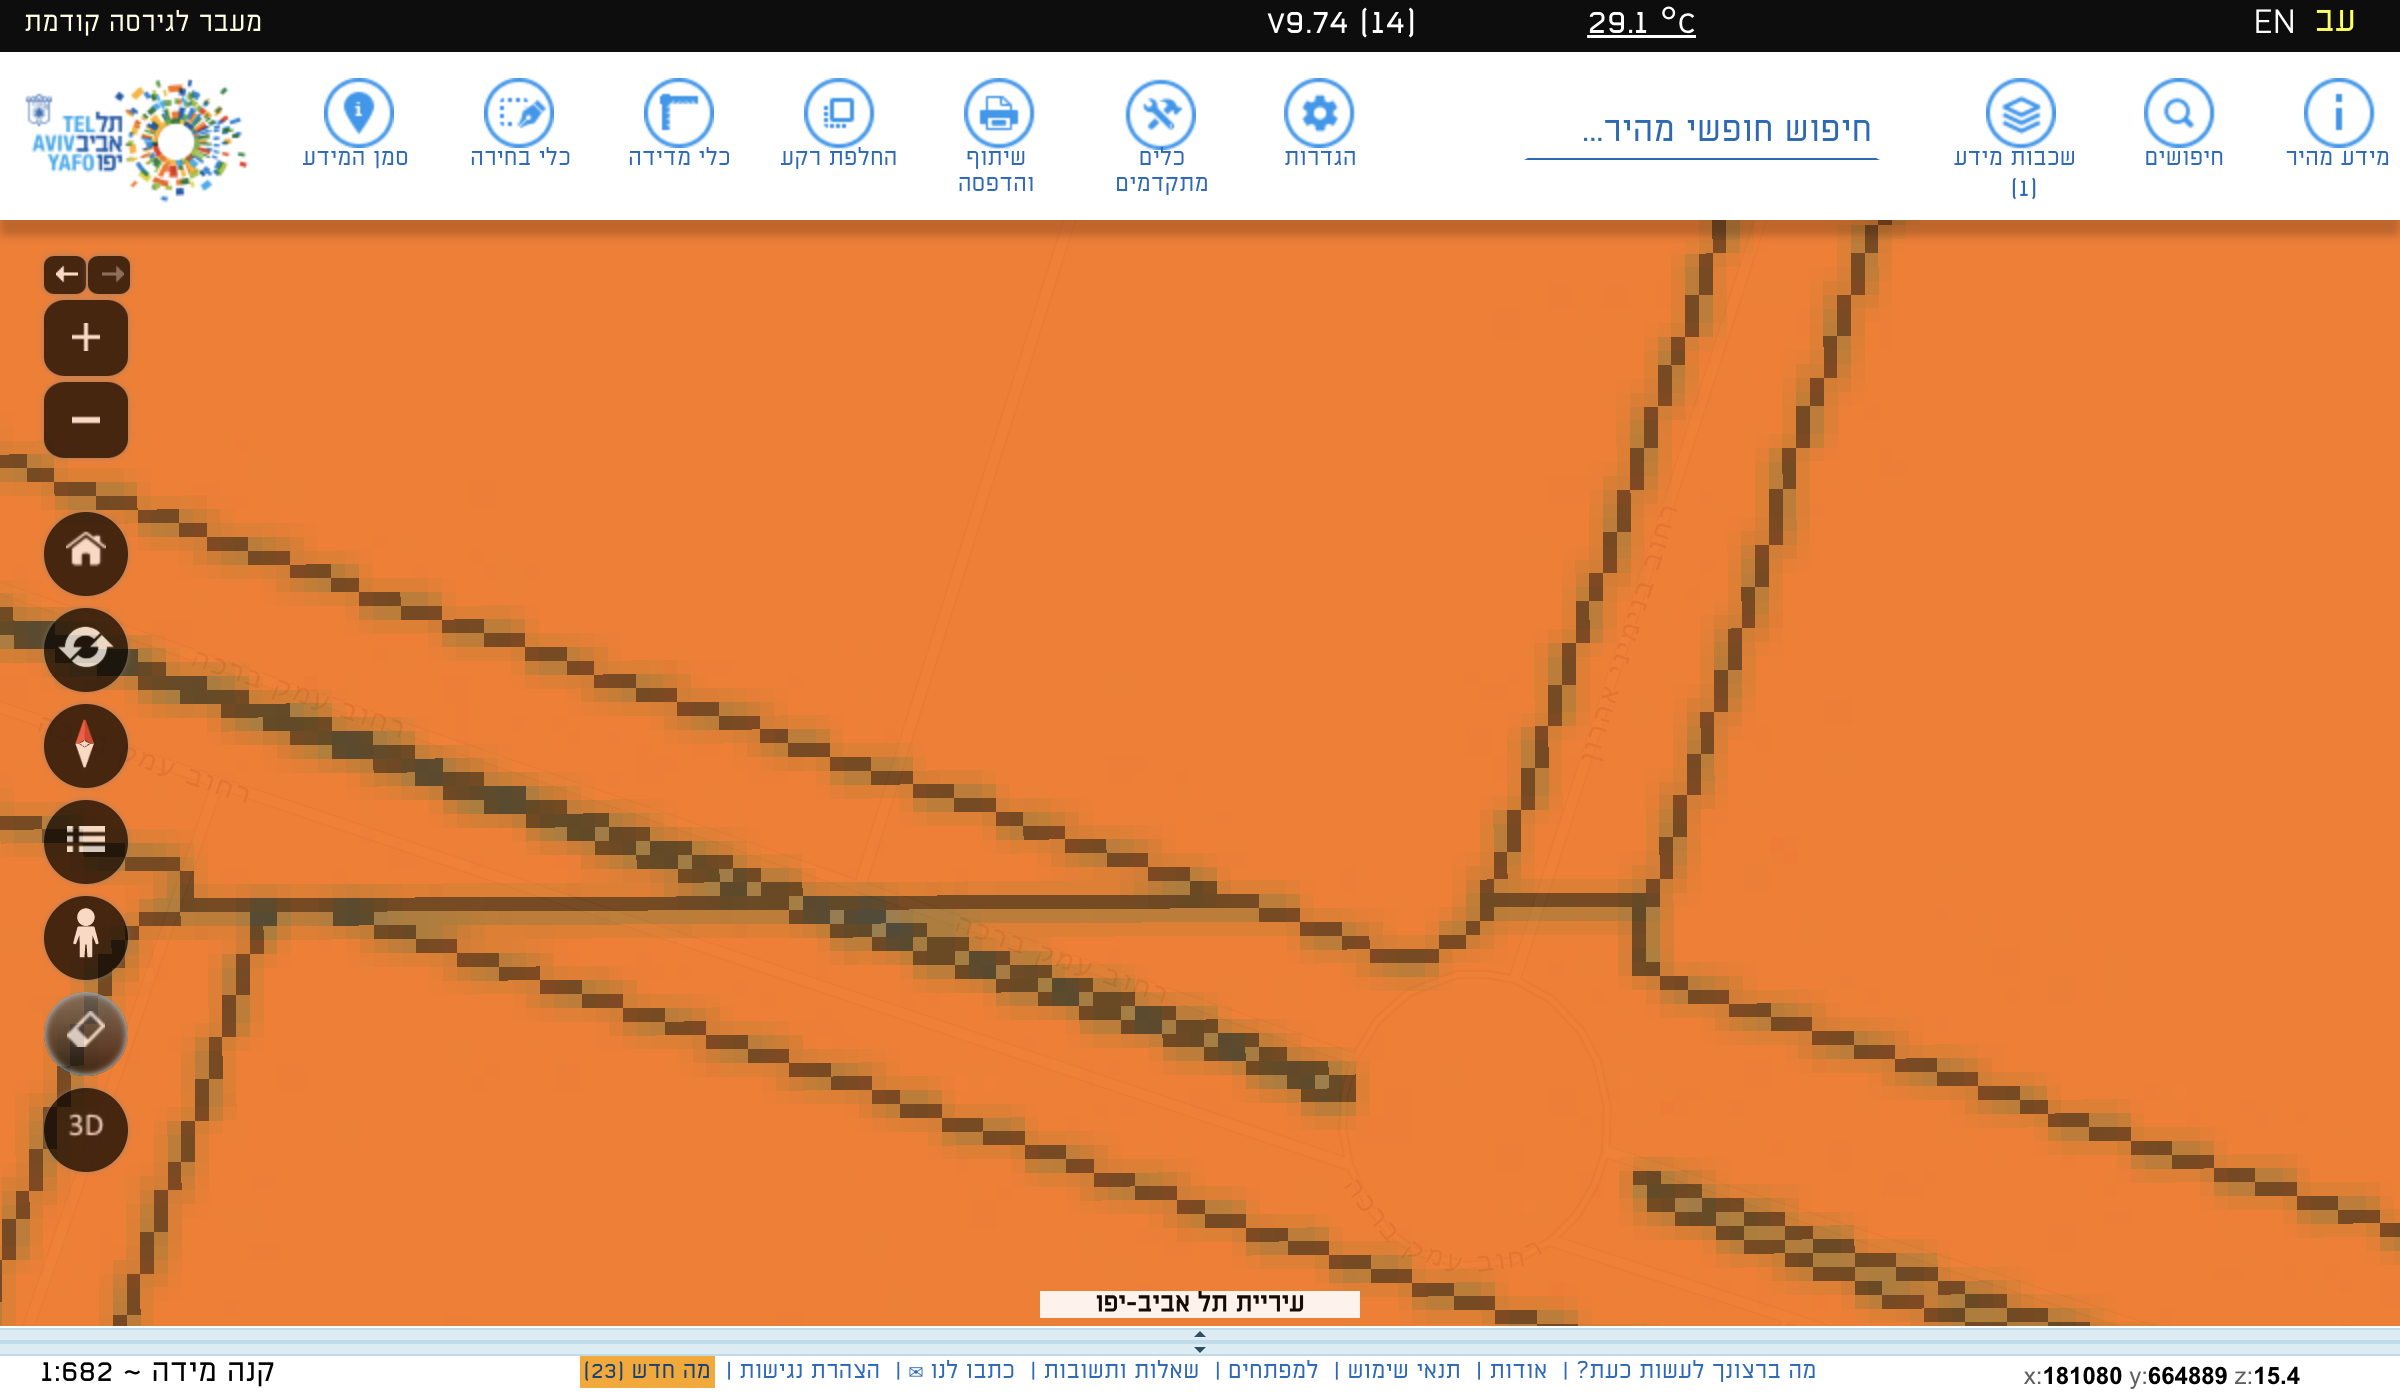 מעבר לגירסה קודמת
V9.74 (14)
29.1 °C
EN עב
תל אביב יפו
TEL AVIV YAFO
סמן המידע
כלי בחירה
כלי מדידה
החלפת רקע
שיתוף והדפסה
כלים מתקדמים
הגדרות
חיפוש חופשי מהיר...
שכבות מידע (1)
חיפושים
מידע מהיר
רחוב בנימיני אהרון
רחוב עמק ברכה
רחוב עמק
רחוב עמק ברכה
רחוב עמק ברכה
3D
עיריית תל אביב-יפו
קנה מידה ~ 1:682
מה ברצונך לעשות כעת? | אודות | תנאי שימוש | למפתחים | שאלות ותשובות | כתבו לנו ✉ | הצהרת נגישות | מה חדש (23)
x:181080 y:664889 z:15.4